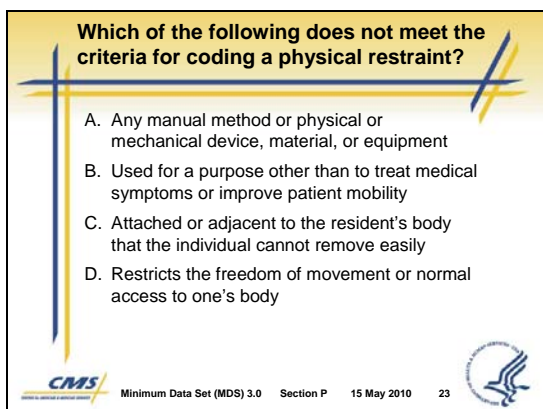 Which of the following does not meet the
criteria for coding a physical restraint?
A. Any manual method or physical or
mechanical device, material, or equipment
B. Used for a purpose other than to treat medical
symptoms or improve patient mobility
C. Attached or adjacent to the resident's body
that the individual cannot remove easily
D. Restricts the freedom of movement or normal
access to one's body
CMS
Minimum Data Set (MDS) 3.0 Section P 15 May 2010 23